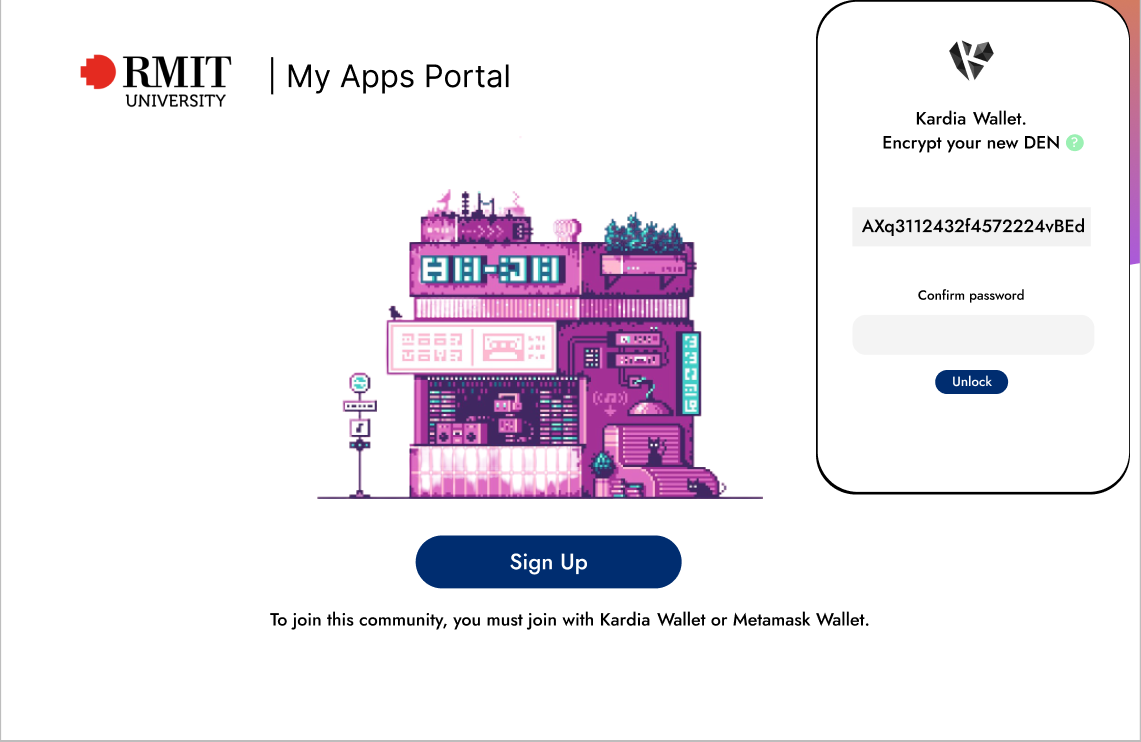 RMIT
UNIVERSITY
| My Apps Portal
Kardia Wallet.
Encrypt your new DEN ?
AXq3112432f4572224vBEd
Confirm password
Unlock
Sign Up
To join this community, you must join with Kardia Wallet or Metamask Wallet.